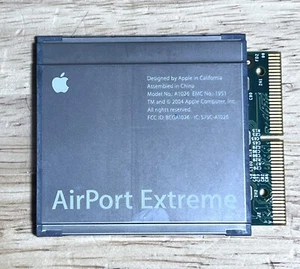 Designed by Apple in California
Assembled in China
Model No.: A1026 EMC No.: 1951
TM and © 2004 Apple Computer, Inc.
All rights reserved.
FCC ID: BCGA1026 IC: 579C-A1026
AirPort Extreme